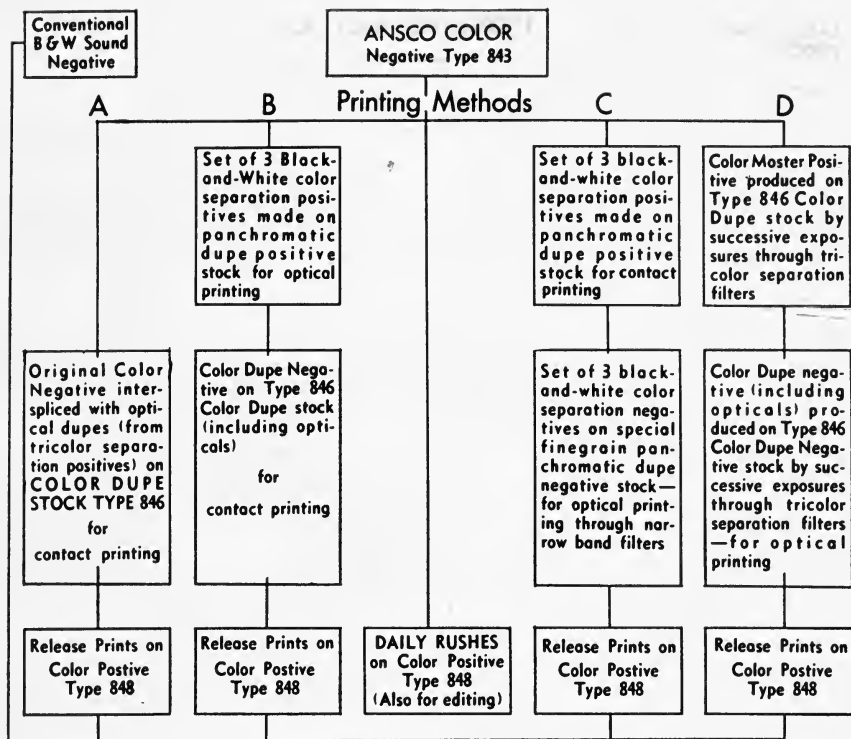 Conventional
B & W Sound
Negative
ANSCO COLOR
Negative Type 843
A B Printing Methods C D
Set of 3 Black-
and-White color
separation posi-
tives made on
panchromatic
dupe positive
stock for optical
printing
Set of 3 black-
and-white color
separation posi-
tives made on
panchromatic
dupe positive
stock for contact
printing
Color Moster Posi-
tive produced on
Type 846 Color
Dupe stock by
successive expo-
sures through tri-
color separation
filters
Original Color
Negative inter-
spliced with opti-
cal dupes (from
tricolor separa-
tion positives) on
COLOR DUPE
STOCK TYPE 846
for
contact printing
Color Dupe Nega-
tive on Type 846
Color Dupe stock
(including opti-
cals)
for
contact printing
Set of 3 black-
and-white color
separation nega-
tives on special
finegrain pan-
chromatic dupe
negative stock—
for optical print-
ing through nar-
row band filters
Color Dupe nega-
tive (including
opticals) pro-
duced on Type 846
Color Dupe Nega-
tive stock by suc-
cessive exposures
through tricolor
separation filters
—for optical
printing
Release Prints on
Color Postive
Type 848
Release Prints on
Color Postive
Type 848
DAILY RUSHES
on Color Positive
Type 848
(Also for editing)
Release Prints on
Color Postive
Type 848
Release Prints on
Color Postive
Type 848